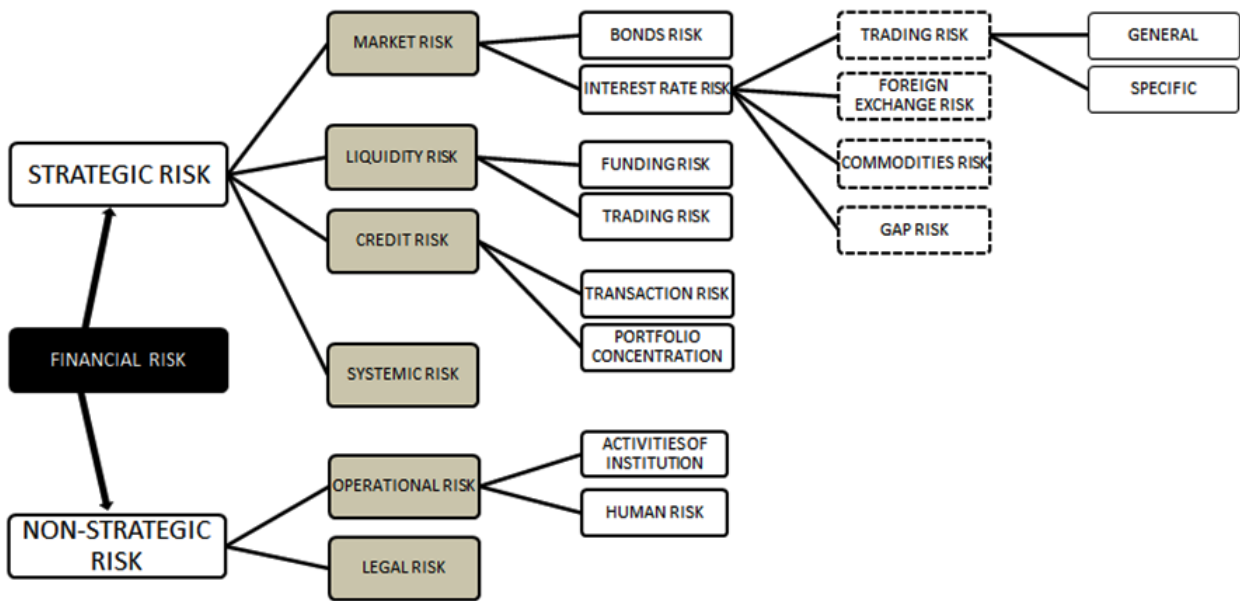 MARKET RISK
BONDS RISK
TRADING RISK
GENERAL
INTEREST RATE RISK
FOREIGN
EXCHANGE RISK
SPECIFIC
STRATEGIC RISK
LIQUIDITY RISK
FUNDING RISK
COMMODITIES RISK
TRADING RISK
CREDIT RISK
GAP RISK
TRANSACTION RISK
PORTFOLIO
CONCENTRATION
FINANCIAL RISK
SYSTEMIC RISK
ACTIVITIES OF
INSTITUTION
OPERATIONAL RISK
HUMAN RISK
NON-STRATEGIC
RISK
LEGAL RISK